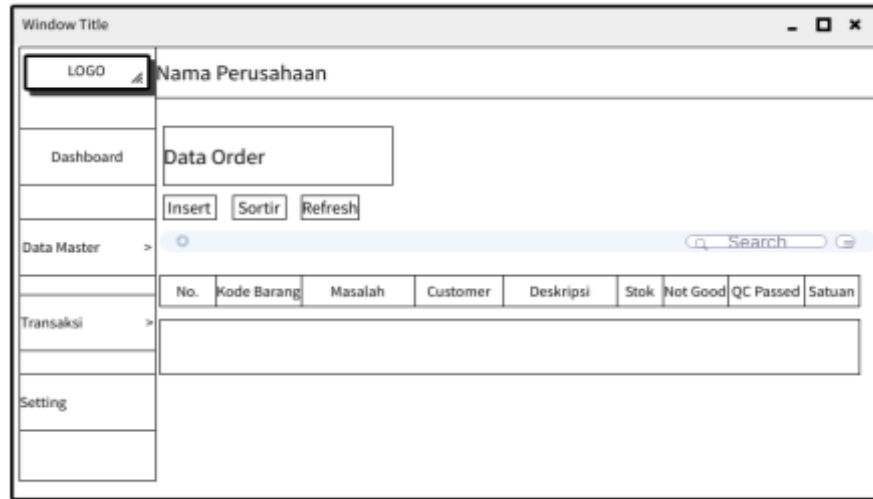 Window Title
LOGO
Nama Perusahaan
Dashboard
Data Order
Insert Sortir Refresh
Data Master >
Search
No. Kode Barang Masalah Customer Deskripsi Stok Not Good QC Passed Satuan
Transaksi >
Setting